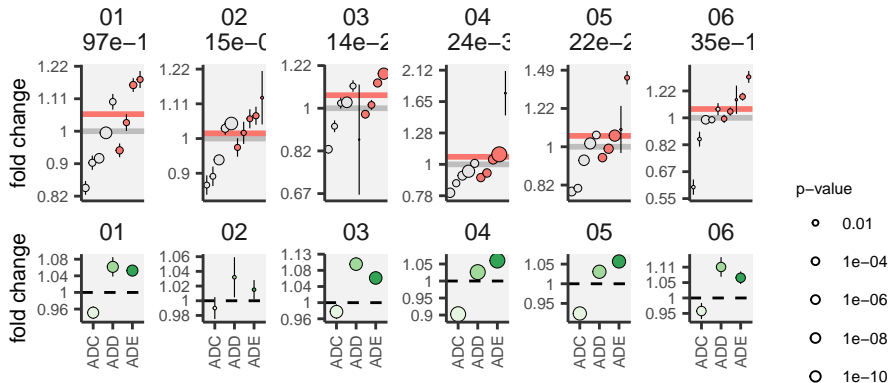 01 02 03 04 05 06
97e−1 15e−0 14e−2 24e−3 22e−2 35e−1
fold change
1.22 1.11 1 0.9 0.82
1.22 1.11 1 0.9
1.22 1 0.82 0.67
2.12 1.65 1.28 1 0.78
1.49 1.22 1 0.82
1.22 1 0.82 0.67 0.55
01 02 03 04 05 06
fold change
1.08 1.04 1 0.96
1.06 1.04 1.02 1 0.98
1.13 1.08 1 0.96
1.05 1 0.95 0.9
1.05 1 0.95
1.11 1.05 1 0.95
ADC ADD ADE
ADC ADD ADE
ADC ADD ADE
ADC ADD ADE
ADC ADD ADE
ADC ADD ADE
p−value
0.01
1e−04
1e−06
1e−08
1e−10